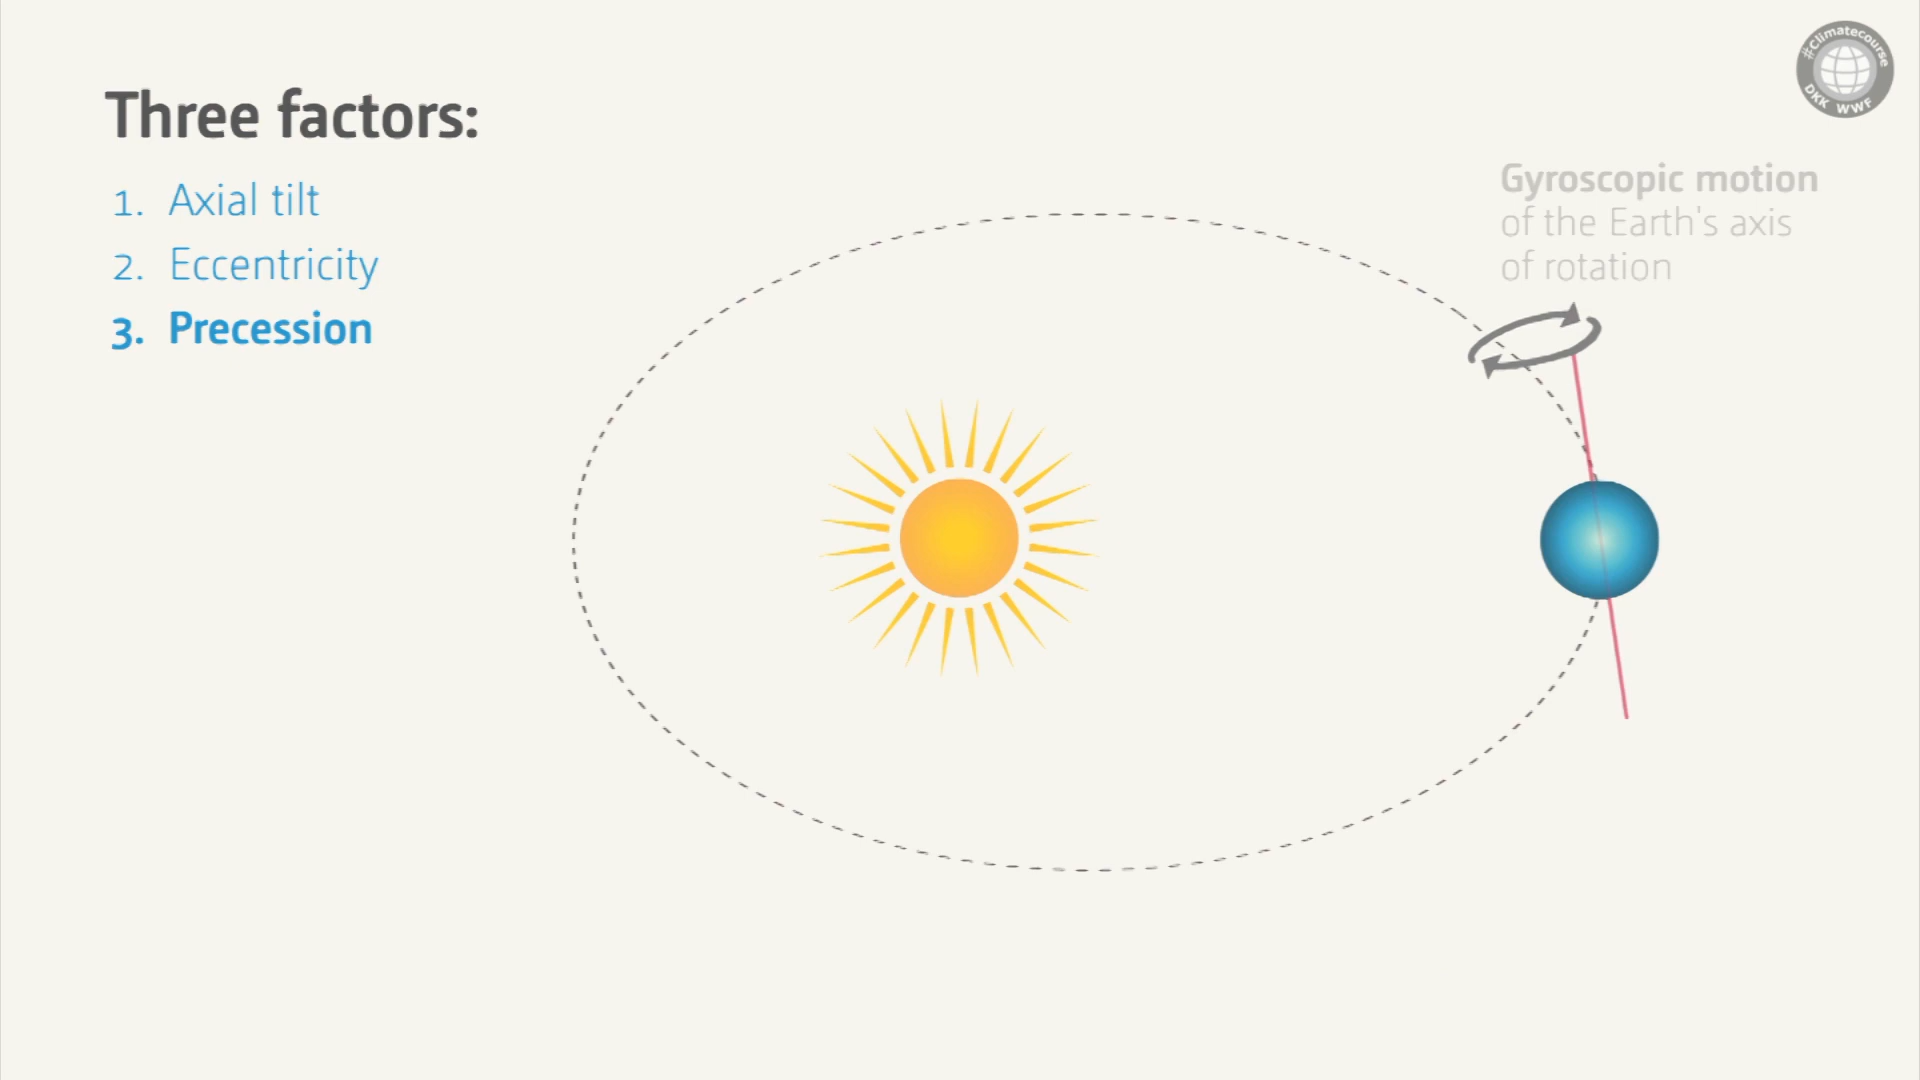 Three factors:
1. Axial tilt
2. Eccentricity
3. Precession
#Climatecourse
DKK WWF
Gyroscopic motion
of the Earth's axis
of rotation